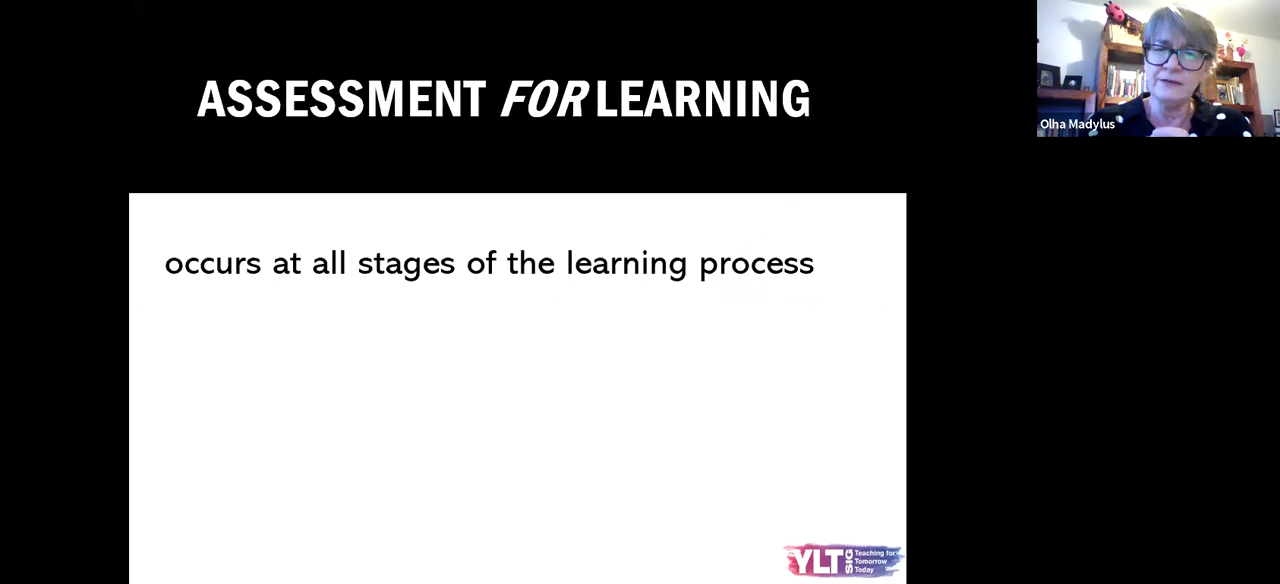 ASSESSMENT FOR LEARNING
Olha Madylus
occurs at all stages of the learning process
YLT SIG Teaching for
Tomorrow
Today